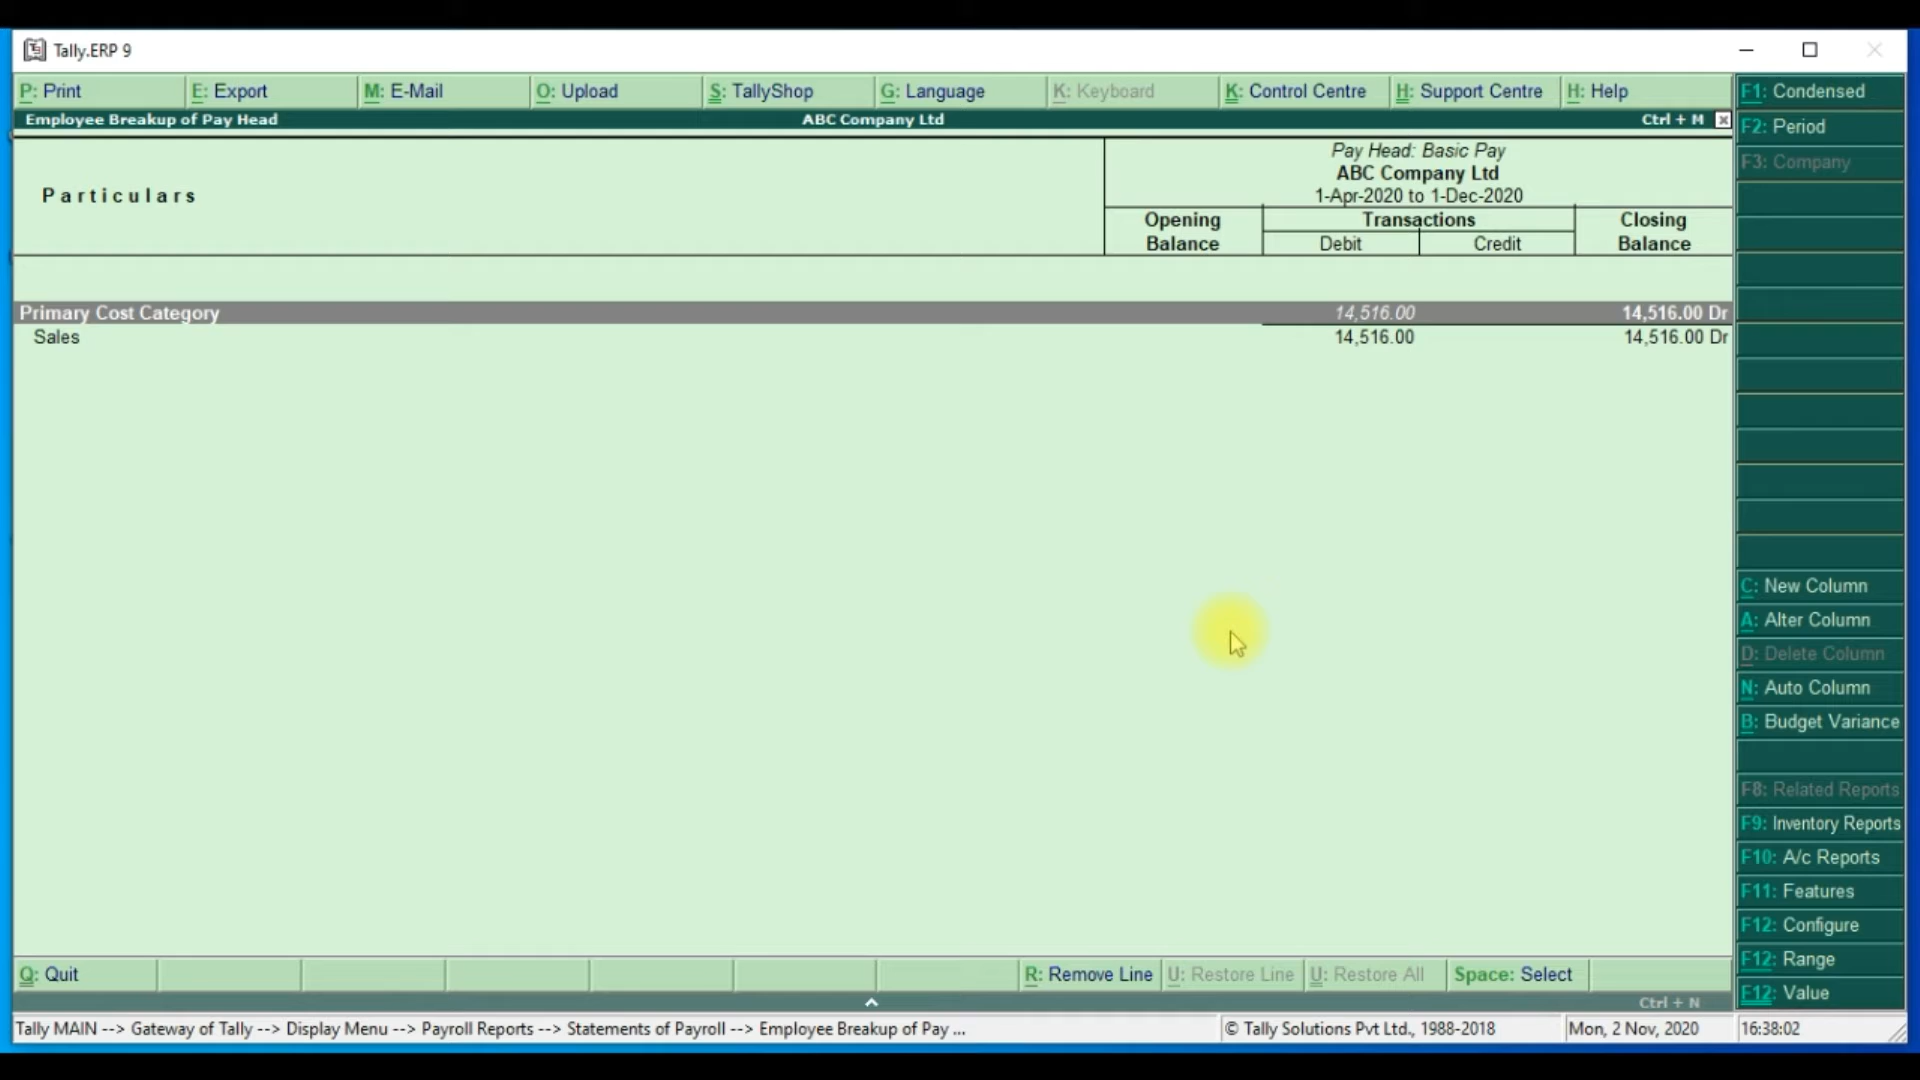 Tally.ERP 9
P: Print E: Export M: E-Mail O: Upload S: TallyShop G: Language K: Keyboard K: Control Centre H: Support Centre H: Help
Employee Breakup of Pay Head ABC Company Ltd Ctrl + M
Particulars
Pay Head: Basic Pay
ABC Company Ltd
1-Apr-2020 to 1-Dec-2020
Opening Balance
Transactions
Debit Credit
Closing Balance
Primary Cost Category 14,516.00 14,516.00 Dr
Sales 14,516.00 14,516.00 Dr
F1: Condensed
F2: Period
F3: Company
C: New Column
A: Alter Column
D: Delete Column
N: Auto Column
B: Budget Variance
F8: Related Reports
F9: Inventory Reports
F10: A/c Reports
F11: Features
F12: Configure
F12: Range
F12: Value
Q: Quit R: Remove Line U: Restore Line U: Restore All Space: Select
Ctrl + N
Tally MAIN --> Gateway of Tally --> Display Menu --> Payroll Reports --> Statements of Payroll --> Employee Breakup of Pay ... © Tally Solutions Pvt Ltd., 1988-2018 Mon, 2 Nov, 2020 16:38:02